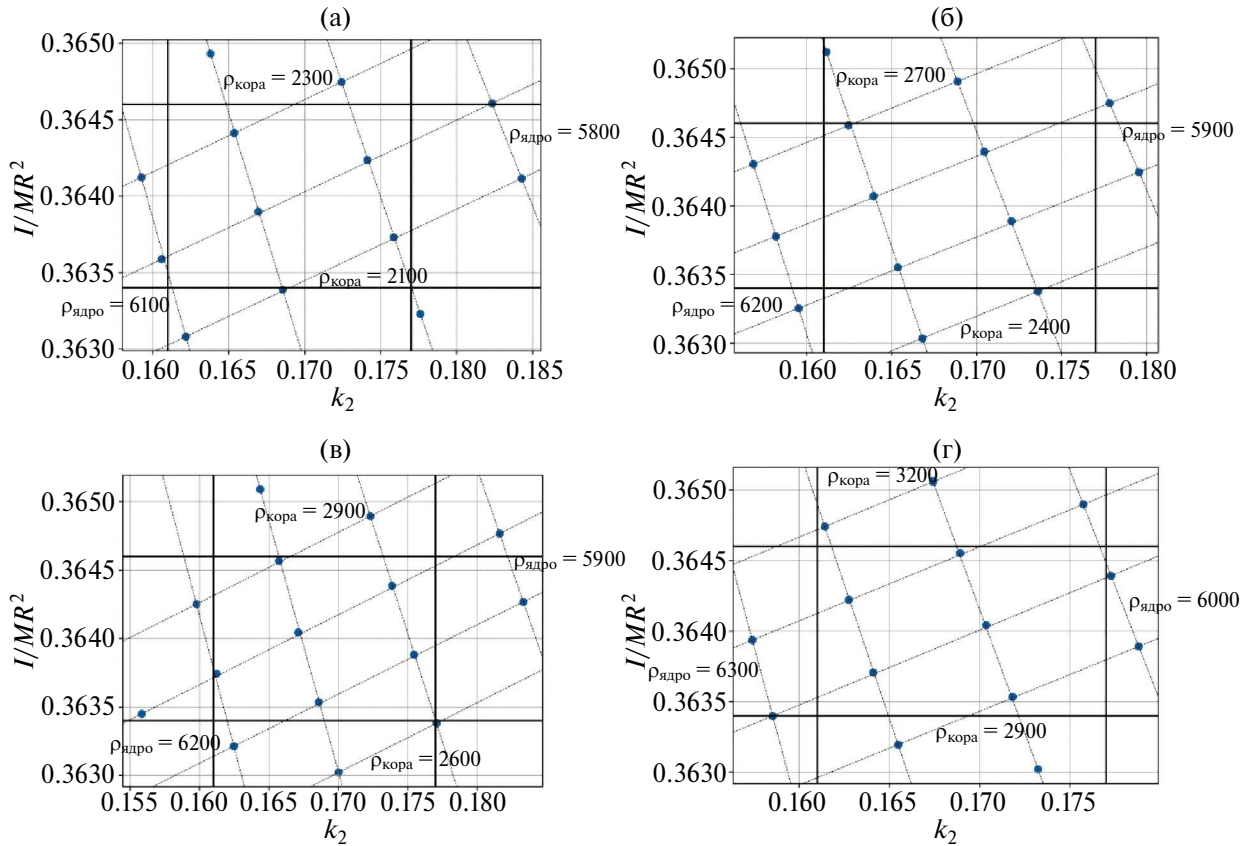 (а)
0.3650
0.3645
0.3640
0.3635
0.3630
I/MR²
ρкора = 2300
ρядро = 5800
ρкора = 2100
ρядро = 6100
0.160 0.165 0.170 0.175 0.180 0.185
k₂
(б)
0.3650
0.3645
0.3640
0.3635
0.3630
I/MR²
ρкора = 2700
ρядро = 5900
ρядро = 6200
ρкора = 2400
0.160 0.165 0.170 0.175 0.180
k₂
(в)
0.3650
0.3645
0.3640
0.3635
0.3630
I/MR²
ρкора = 2900
ρядро = 5900
ρядро = 6200
ρкора = 2600
0.155 0.160 0.165 0.170 0.175 0.180
k₂
(г)
0.3650
0.3645
0.3640
0.3635
0.3630
I/MR²
ρкора = 3200
ρядро = 6000
ρядро = 6300
ρкора = 2900
0.160 0.165 0.170 0.175
k₂